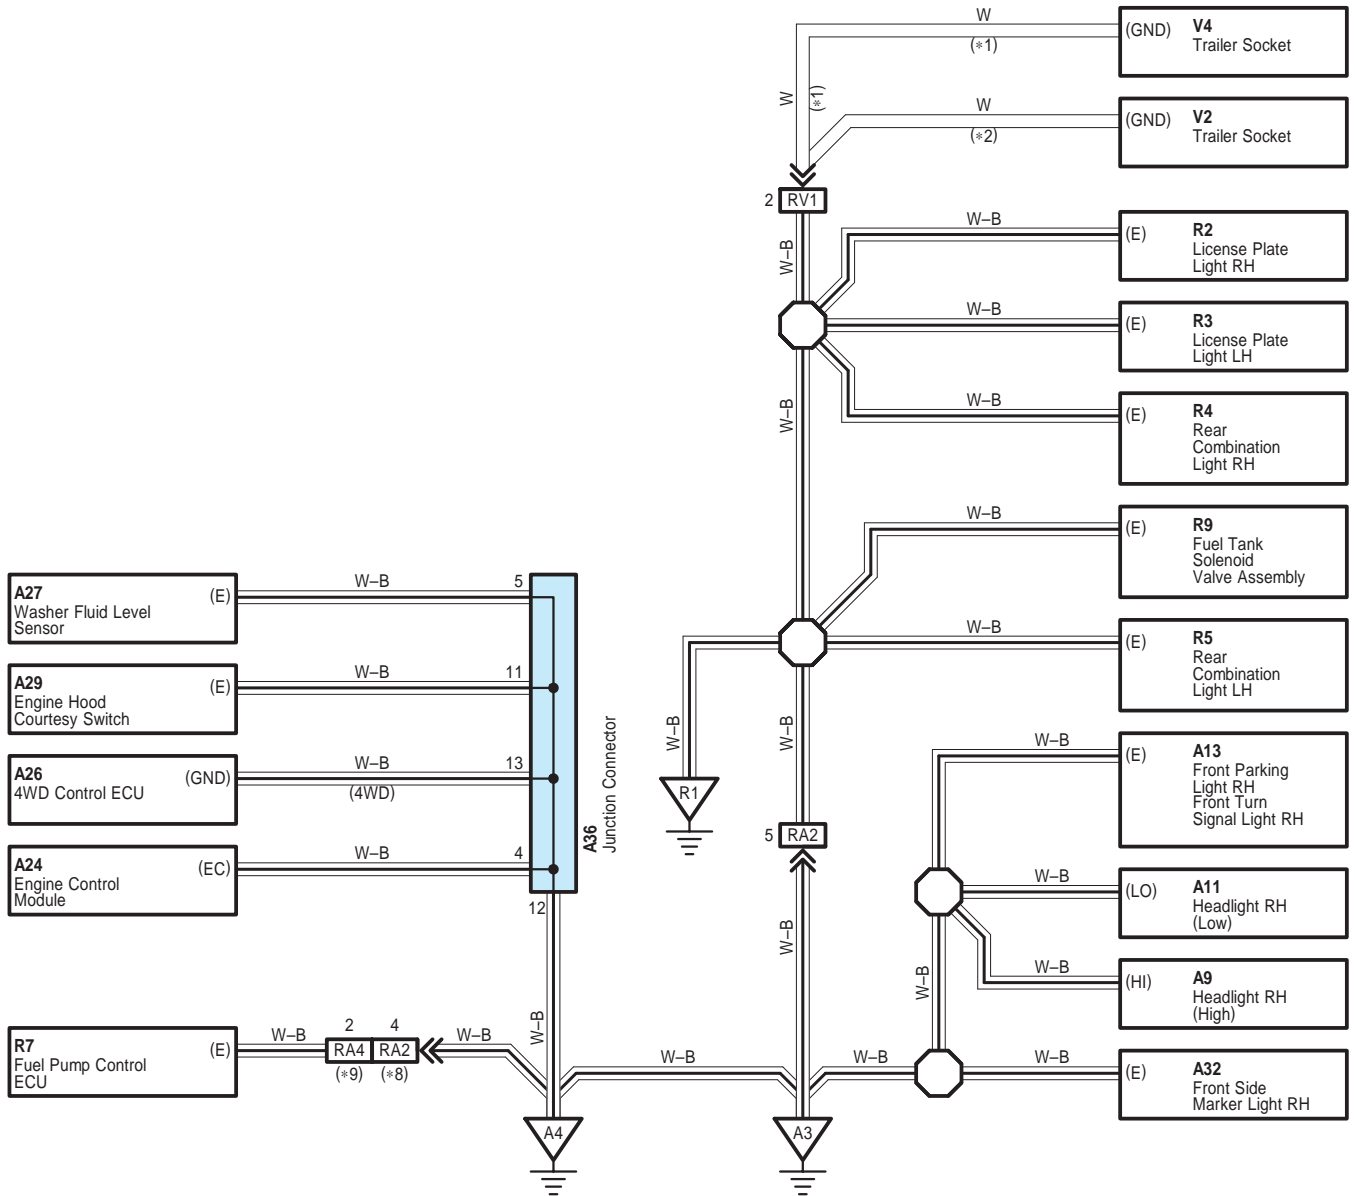 W
(GND) V4
(∗1) Trailer Socket
W
(∗1)
W
(GND) V2
(∗2) Trailer Socket
2 RV1
W–B
W–B
(E) R2
License Plate
Light RH
W–B
(E) R3
License Plate
Light LH
W–B
W–B
(E) R4
Rear
Combination
Light RH
W–B
(E) R9
Fuel Tank
Solenoid
Valve Assembly
A27
Washer Fluid Level
Sensor
(E) W–B 5
W–B
(E) R5
Rear
Combination
Light LH
A29
Engine Hood
Courtesy Switch
(E) W–B 11
W–B
W–B
R1
A26
4WD Control ECU
(GND) W–B 13
(4WD)
A36
Junction Connector
W–B
(E) A13
Front Parking
Light RH
Front Turn
Signal Light RH
5 RA2
A24
Engine Control
Module
(EC) W–B 4
12
W–B
(LO) A11
Headlight RH
(Low)
W–B
W–B
W–B
(HI) A9
Headlight RH
(High)
W–B
R7
Fuel Pump Control
ECU
(E) W–B
2 4
RA4 RA2
(∗9) (∗8)
W–B
W–B
W–B
W–B
(E) A32
Front Side
Marker Light RH
A4
A3